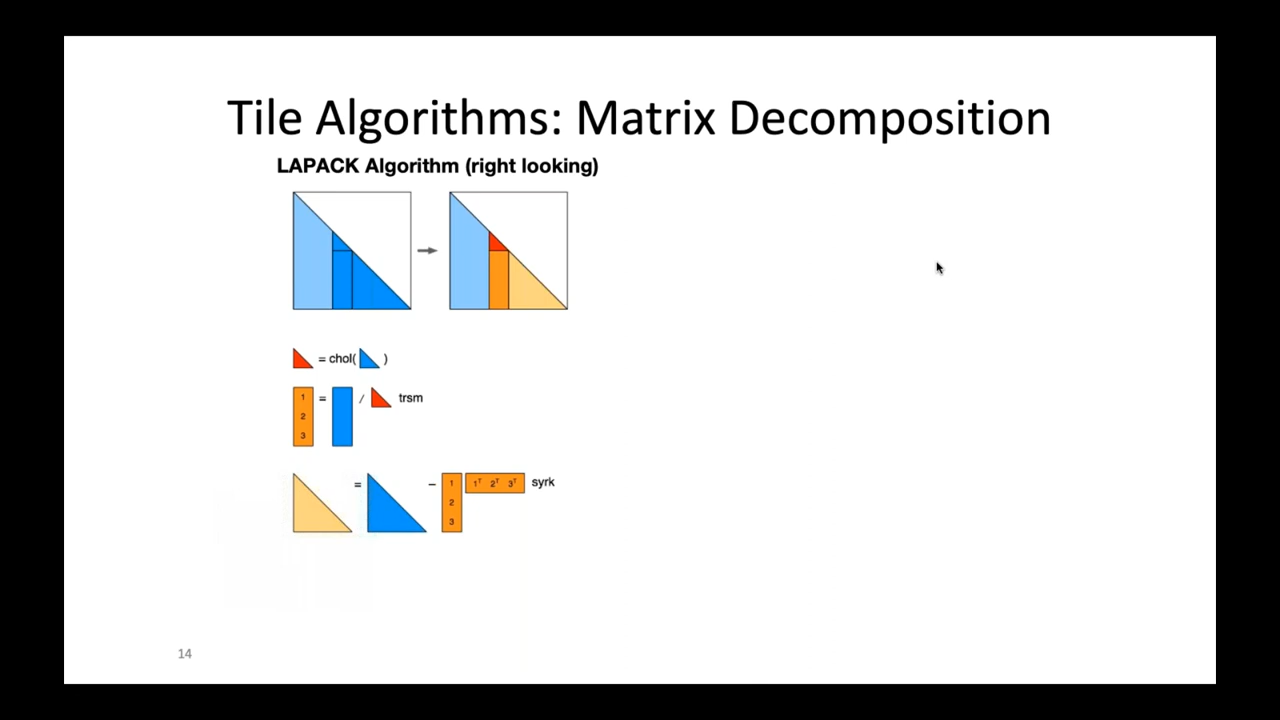 Tile Algorithms: Matrix Decomposition
LAPACK Algorithm (right looking)
= chol( )
1 = / trsm
2
3
= – 1 1ᵀ 2ᵀ 3ᵀ syrk
2
3
14